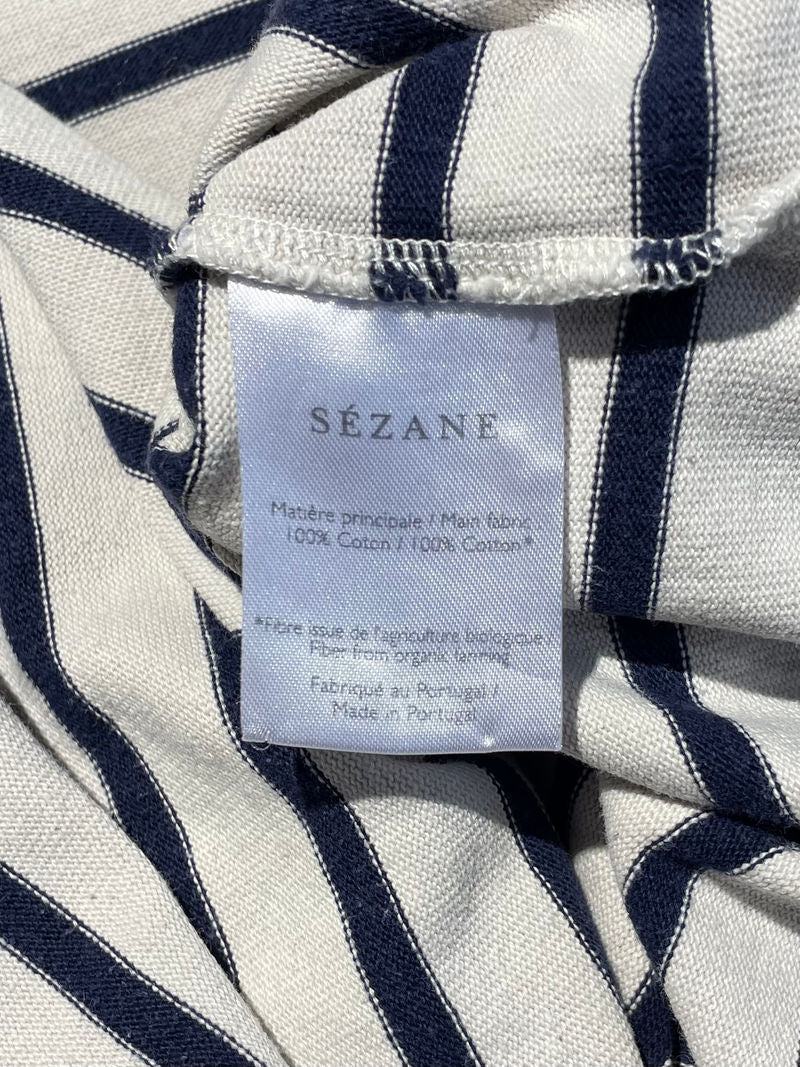 SÉZANE
Matière principale / Main fabric
100% Coton / 100% Cotton*
*Fibre issue de l'agriculture biologique /
Fiber from organic farming
Fabriqué au Portugal /
Made in Portugal